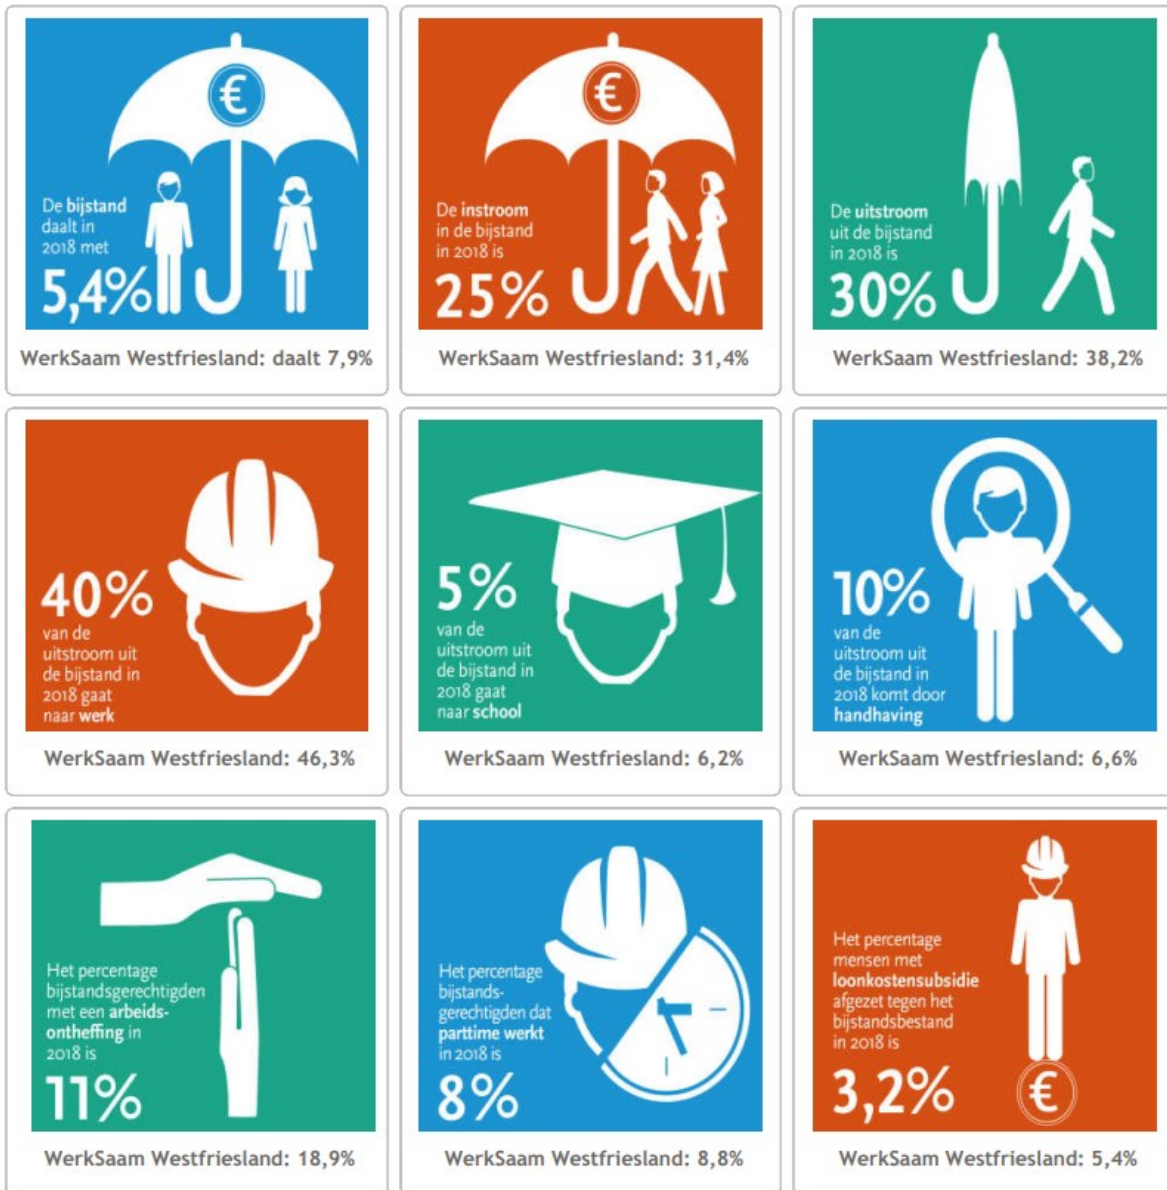 €
De bijstand
daalt in
2018 met
5,4%
WerkSaam Westfriesland: daalt 7,9%
€
De instroom
in de bijstand
in 2018 is
25%
WerkSaam Westfriesland: 31,4%
De uitstroom
uit de bijstand
in 2018 is
30%
WerkSaam Westfriesland: 38,2%
40%
van de
uitstroom uit
de bijstand in
2018 gaat
naar werk
WerkSaam Westfriesland: 46,3%
5%
van de
uitstroom uit
de bijstand in
2018 gaat
naar school
WerkSaam Westfriesland: 6,2%
10%
van de
uitstroom uit
de bijstand in
2018 komt door
handhaving
WerkSaam Westfriesland: 6,6%
Het percentage
bijstandsgerechtigden
met een arbeids-
ontheffing in
2018 is
11%
WerkSaam Westfriesland: 18,9%
Het percentage
bijstands-
gerechtigden dat
parttime werkt
in 2018 is
8%
WerkSaam Westfriesland: 8,8%
Het percentage
mensen met
loonkostensubsidie
afgezet tegen het
bijstandsbestand
in 2018 is
3,2%
€
WerkSaam Westfriesland: 5,4%